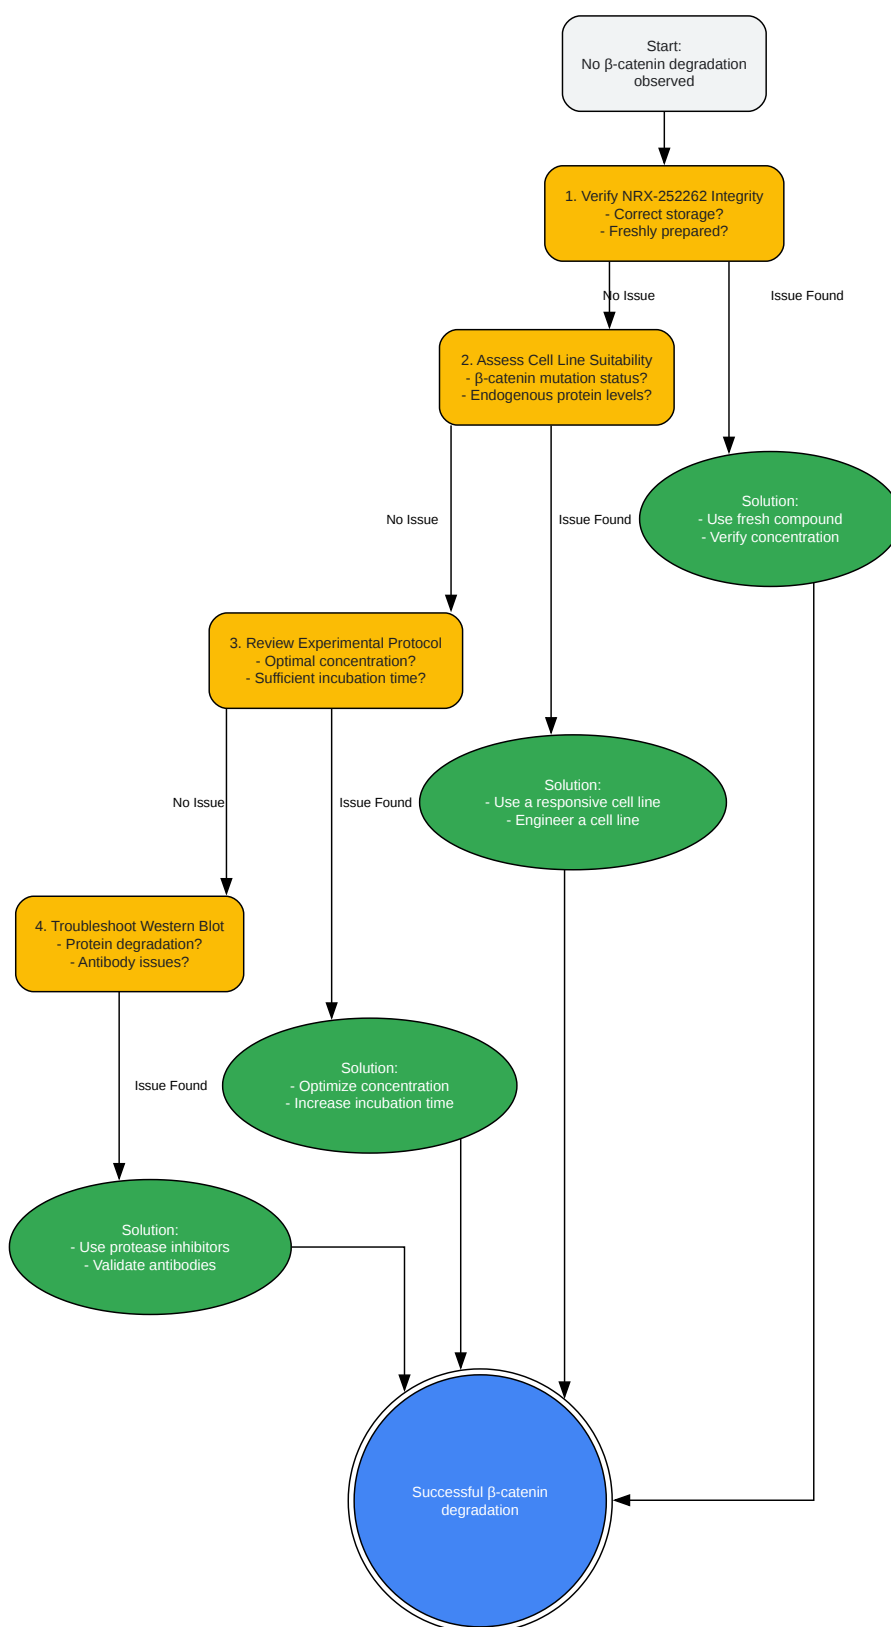 Start:
No β-catenin degradation
observed
1. Verify NRX-252262 Integrity
- Correct storage?
- Freshly prepared?
No Issue
Issue Found
2. Assess Cell Line Suitability
- β-catenin mutation status?
- Endogenous protein levels?
Solution:
- Use fresh compound
- Verify concentration
No Issue
Issue Found
3. Review Experimental Protocol
- Optimal concentration?
- Sufficient incubation time?
Solution:
- Use a responsive cell line
- Engineer a cell line
No Issue
Issue Found
4. Troubleshoot Western Blot
- Protein degradation?
- Antibody issues?
Solution:
- Optimize concentration
- Increase incubation time
Issue Found
Solution:
- Use protease inhibitors
- Validate antibodies
Successful β-catenin
degradation